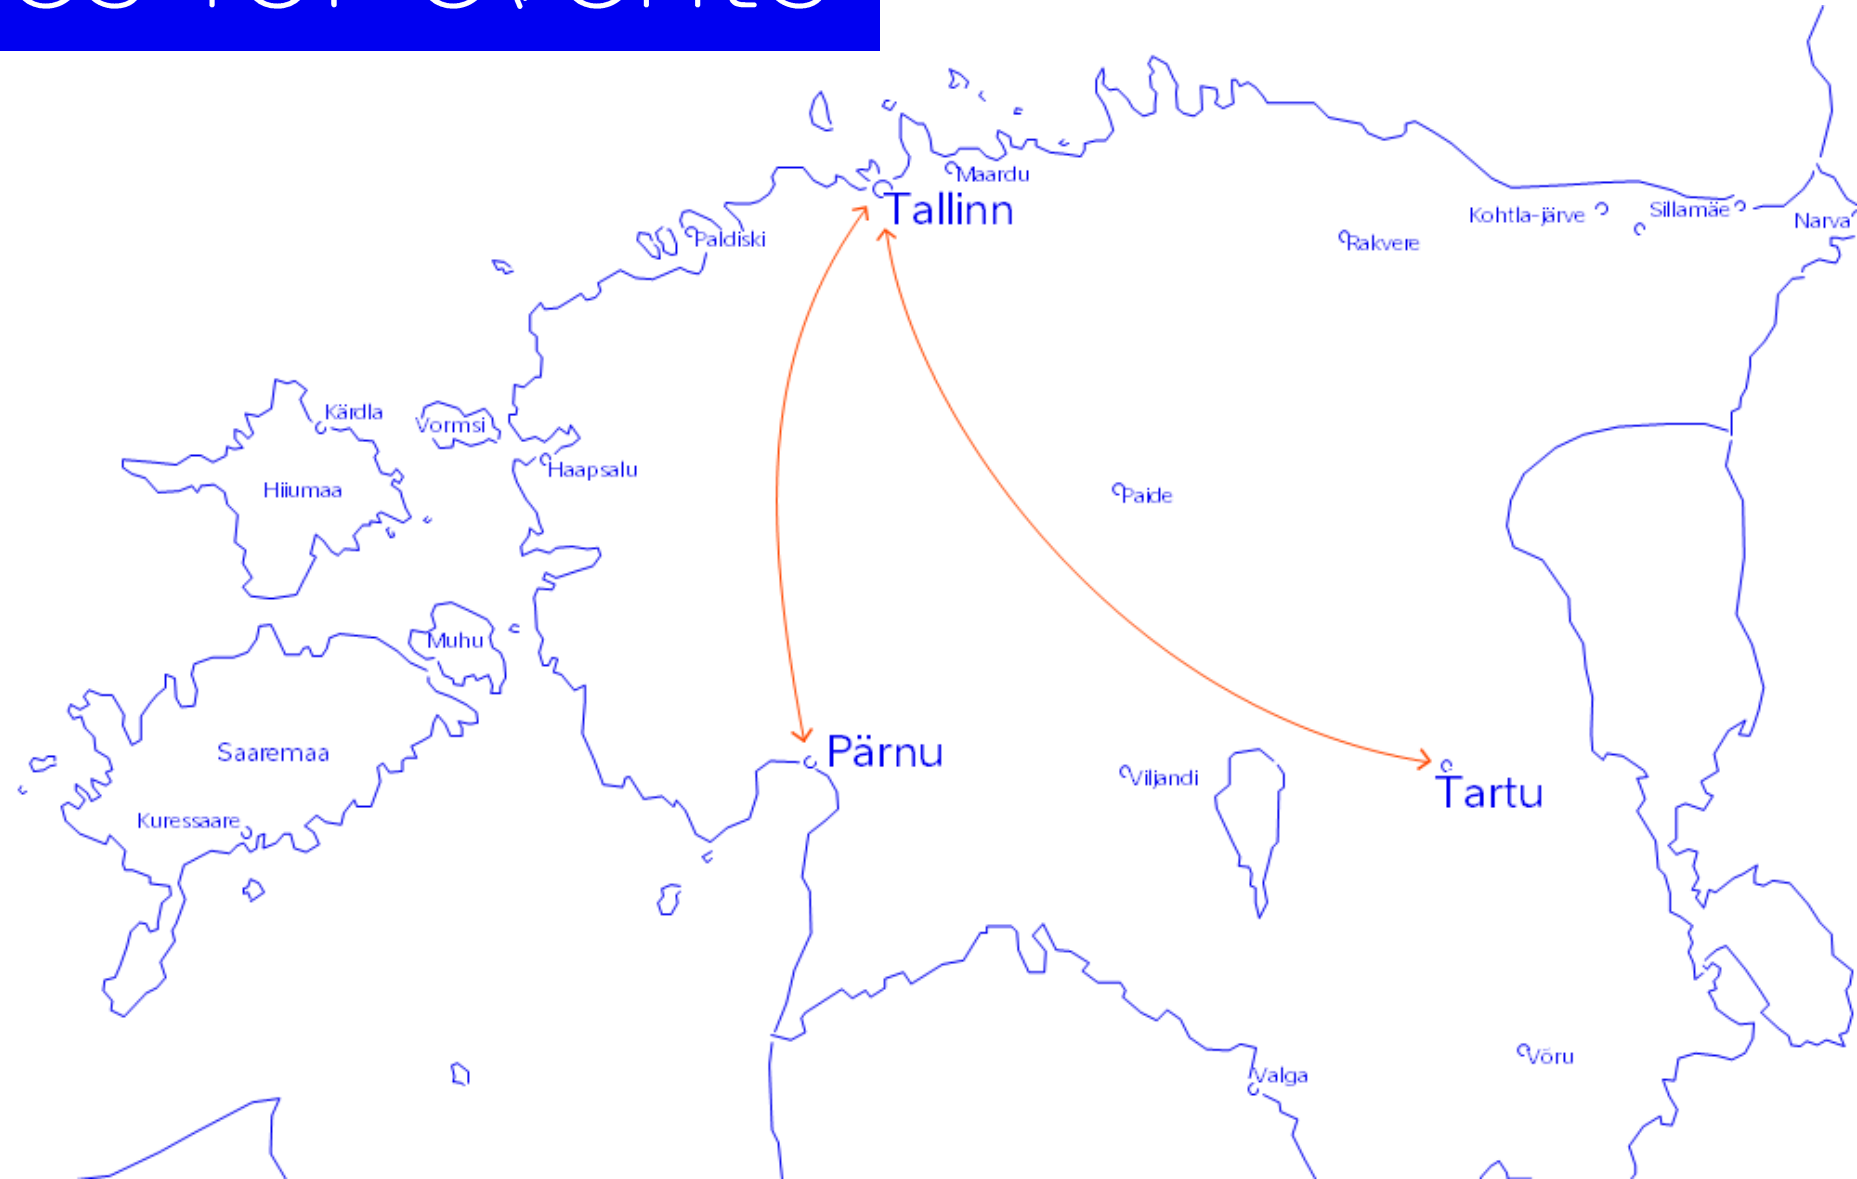 Maardu
Tallinn
Paldiski
Kohtla-järve
Sillamäe
Narva
Rakvere
Kärdla
Vormsi
Haapsalu
Hiiumaa
Paide
Muhu
Saaremaa
Pärnu
Viljandi
Tartu
Kuressaare
Võru
Valga